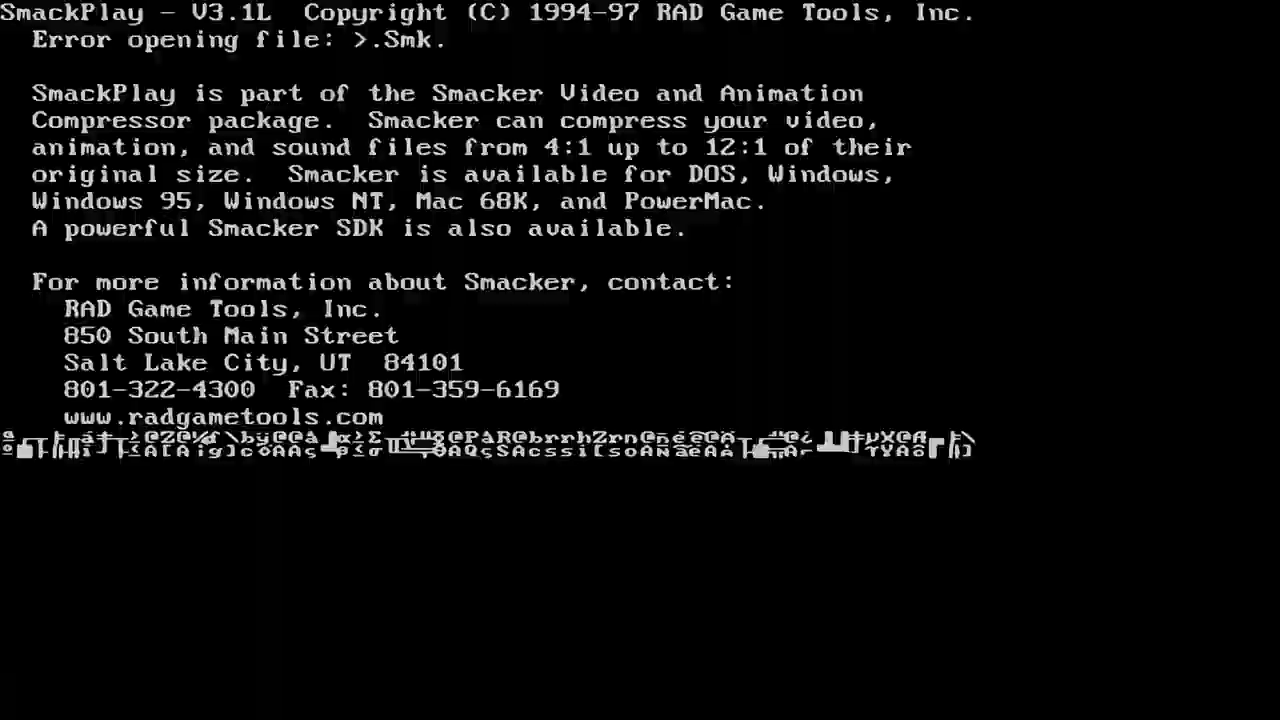 SmackPlay - V3.1L  Copyright (C) 1994-97 RAD Game Tools, Inc.
Error opening file: >.Smk.
SmackPlay is part of the Smacker Video and Animation
Compressor package.  Smacker can compress your video,
animation, and sound files from 4:1 up to 12:1 of their
original size.  Smacker is available for DOS, Windows,
Windows 95, Windows NT, Mac 68K, and PowerMac.
A powerful Smacker SDK is also available.
For more information about Smacker, contact:
RAD Game Tools, Inc.
850 South Main Street
Salt Lake City, UT  84101
801-322-4300  Fax: 801-359-6169
www.radgametools.com